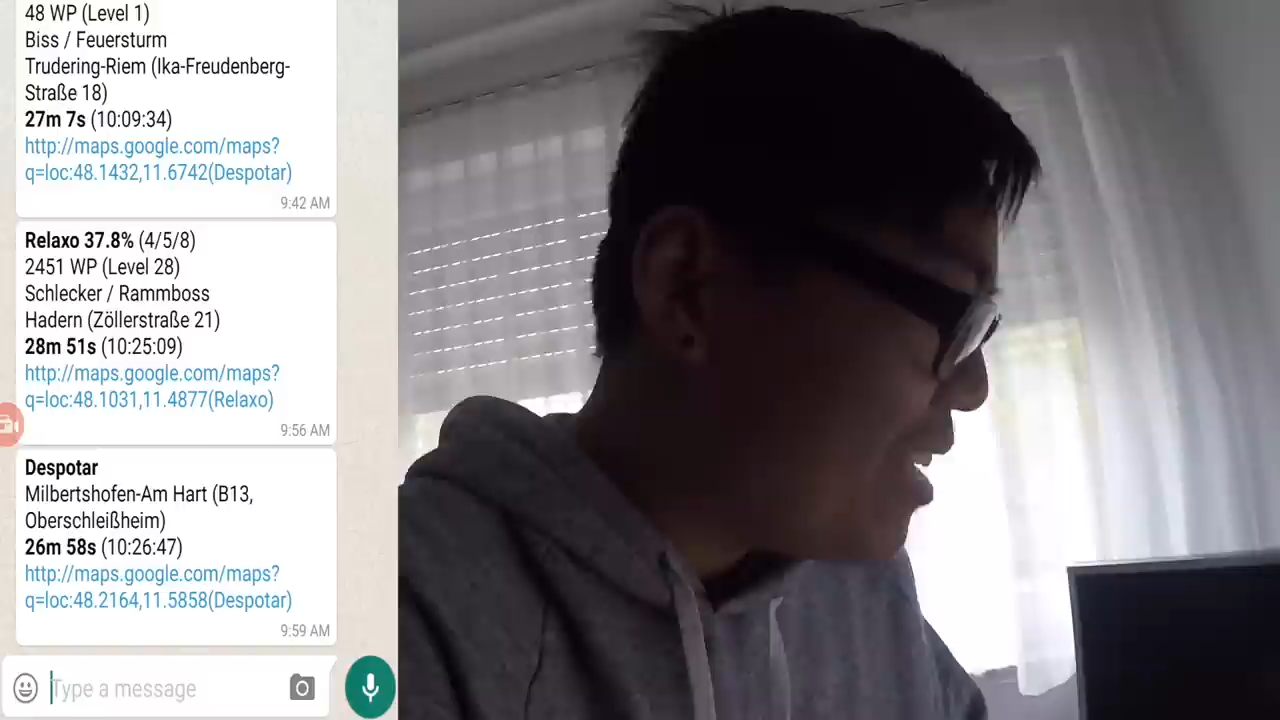 48 WP (Level 1)
Biss / Feuersturm
Trudering-Riem (Ika-Freudenberg-
Straße 18)
27m 7s (10:09:34)
http://maps.google.com/maps?
q=loc:48.1432,11.6742(Despotar)
9:42 AM
Relaxo 37.8% (4/5/8)
2451 WP (Level 28)
Schlecker / Rammboss
Hadern (Zöllerstraße 21)
28m 51s (10:25:09)
http://maps.google.com/maps?
q=loc:48.1031,11.4877(Relaxo)
9:56 AM
Despotar
Milbertshofen-Am Hart (B13,
Oberschleißheim)
26m 58s (10:26:47)
http://maps.google.com/maps?
q=loc:48.2164,11.5858(Despotar)
9:59 AM
Type a message